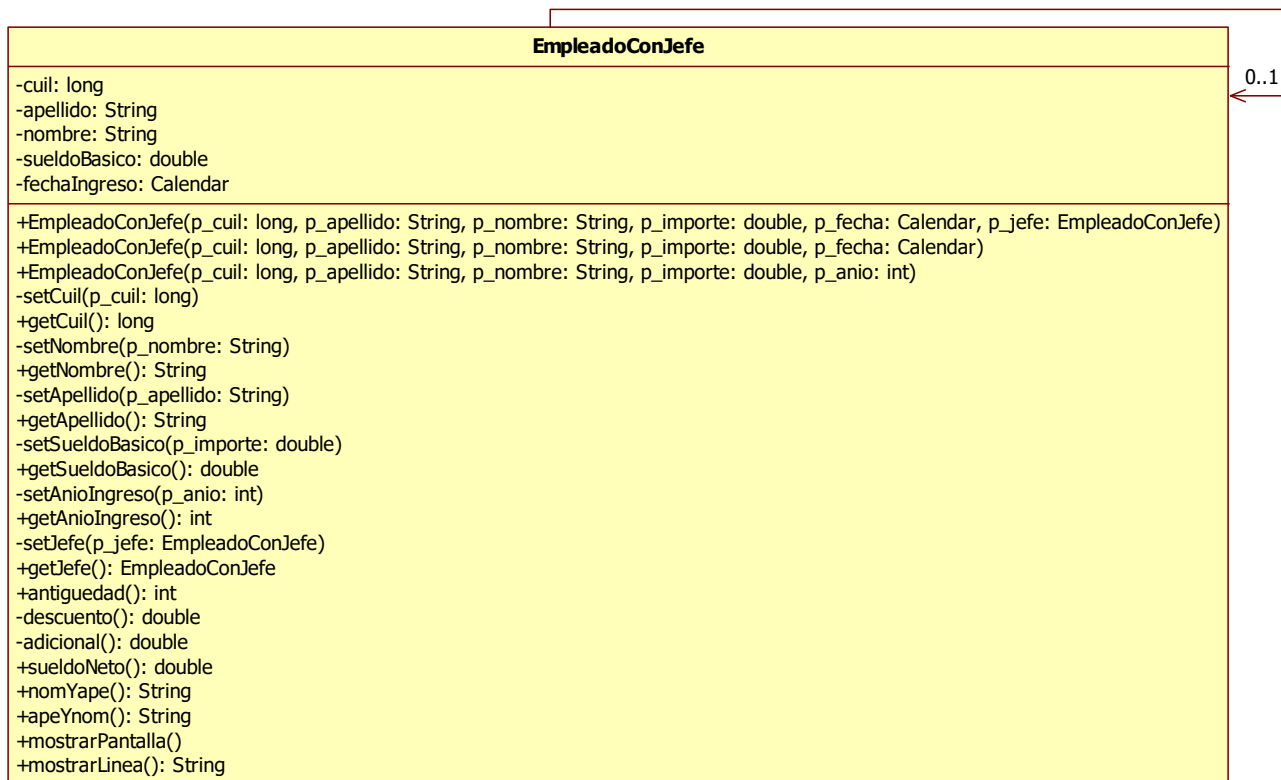 EmpleadoConJefe
0..1
-cuil: long
-apellido: String
-nombre: String
-sueldoBasico: double
-fechaIngreso: Calendar
+EmpleadoConJefe(p_cuil: long, p_apellido: String, p_nombre: String, p_importe: double, p_fecha: Calendar, p_jefe: EmpleadoConJefe)
+EmpleadoConJefe(p_cuil: long, p_apellido: String, p_nombre: String, p_importe: double, p_fecha: Calendar)
+EmpleadoConJefe(p_cuil: long, p_apellido: String, p_nombre: String, p_importe: double, p_anio: int)
-setCuil(p_cuil: long)
+getCuil(): long
-setNombre(p_nombre: String)
+getNombre(): String
-setApellido(p_apellido: String)
+getApellido(): String
-setSueldoBasico(p_importe: double)
+getSueldoBasico(): double
-setAnioIngreso(p_anio: int)
+getAnioIngreso(): int
-setJefe(p_jefe: EmpleadoConJefe)
+getJefe(): EmpleadoConJefe
+antiguedad(): int
-descuento(): double
-adicional(): double
+sueldoNeto(): double
+nomYape(): String
+apeYnom(): String
+mostrarPantalla()
+mostrarLinea(): String